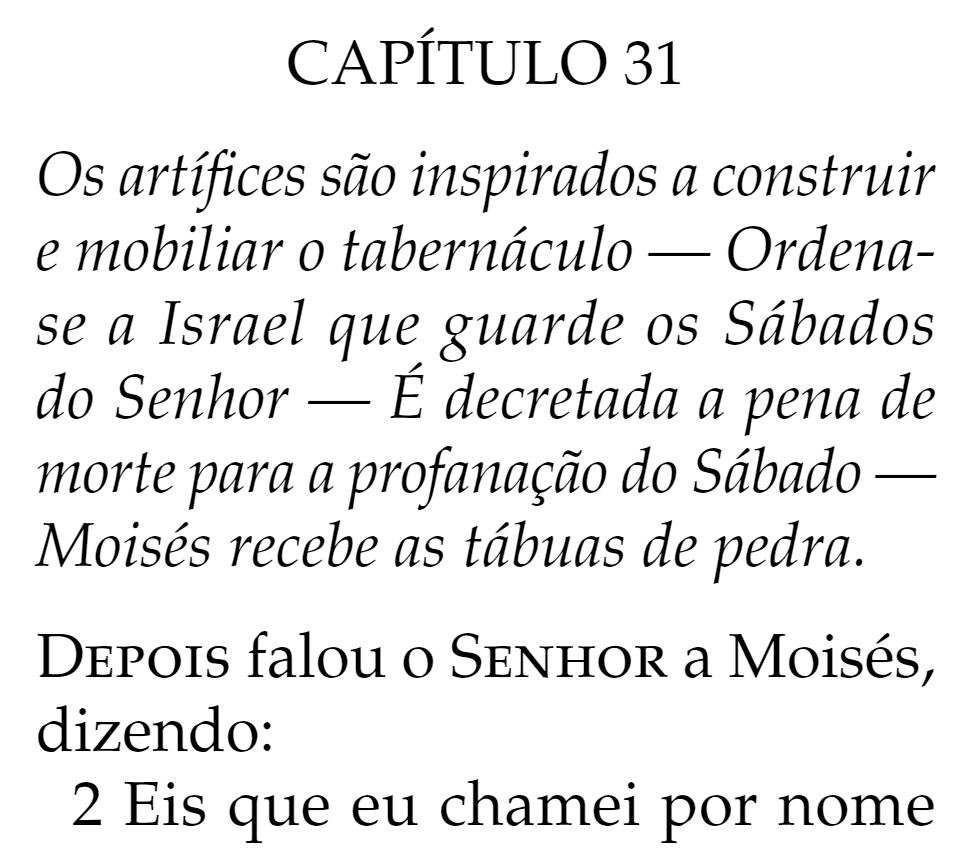 CAPÍTULO 31
Os artífices são inspirados a construir
e mobiliar o tabernáculo — Ordena-
se a Israel que guarde os Sábados
do Senhor — É decretada a pena de
morte para a profanação do Sábado —
Moisés recebe as tábuas de pedra.
DEPOIS falou o SENHOR a Moisés,
dizendo:
2 Eis que eu chamei por nome